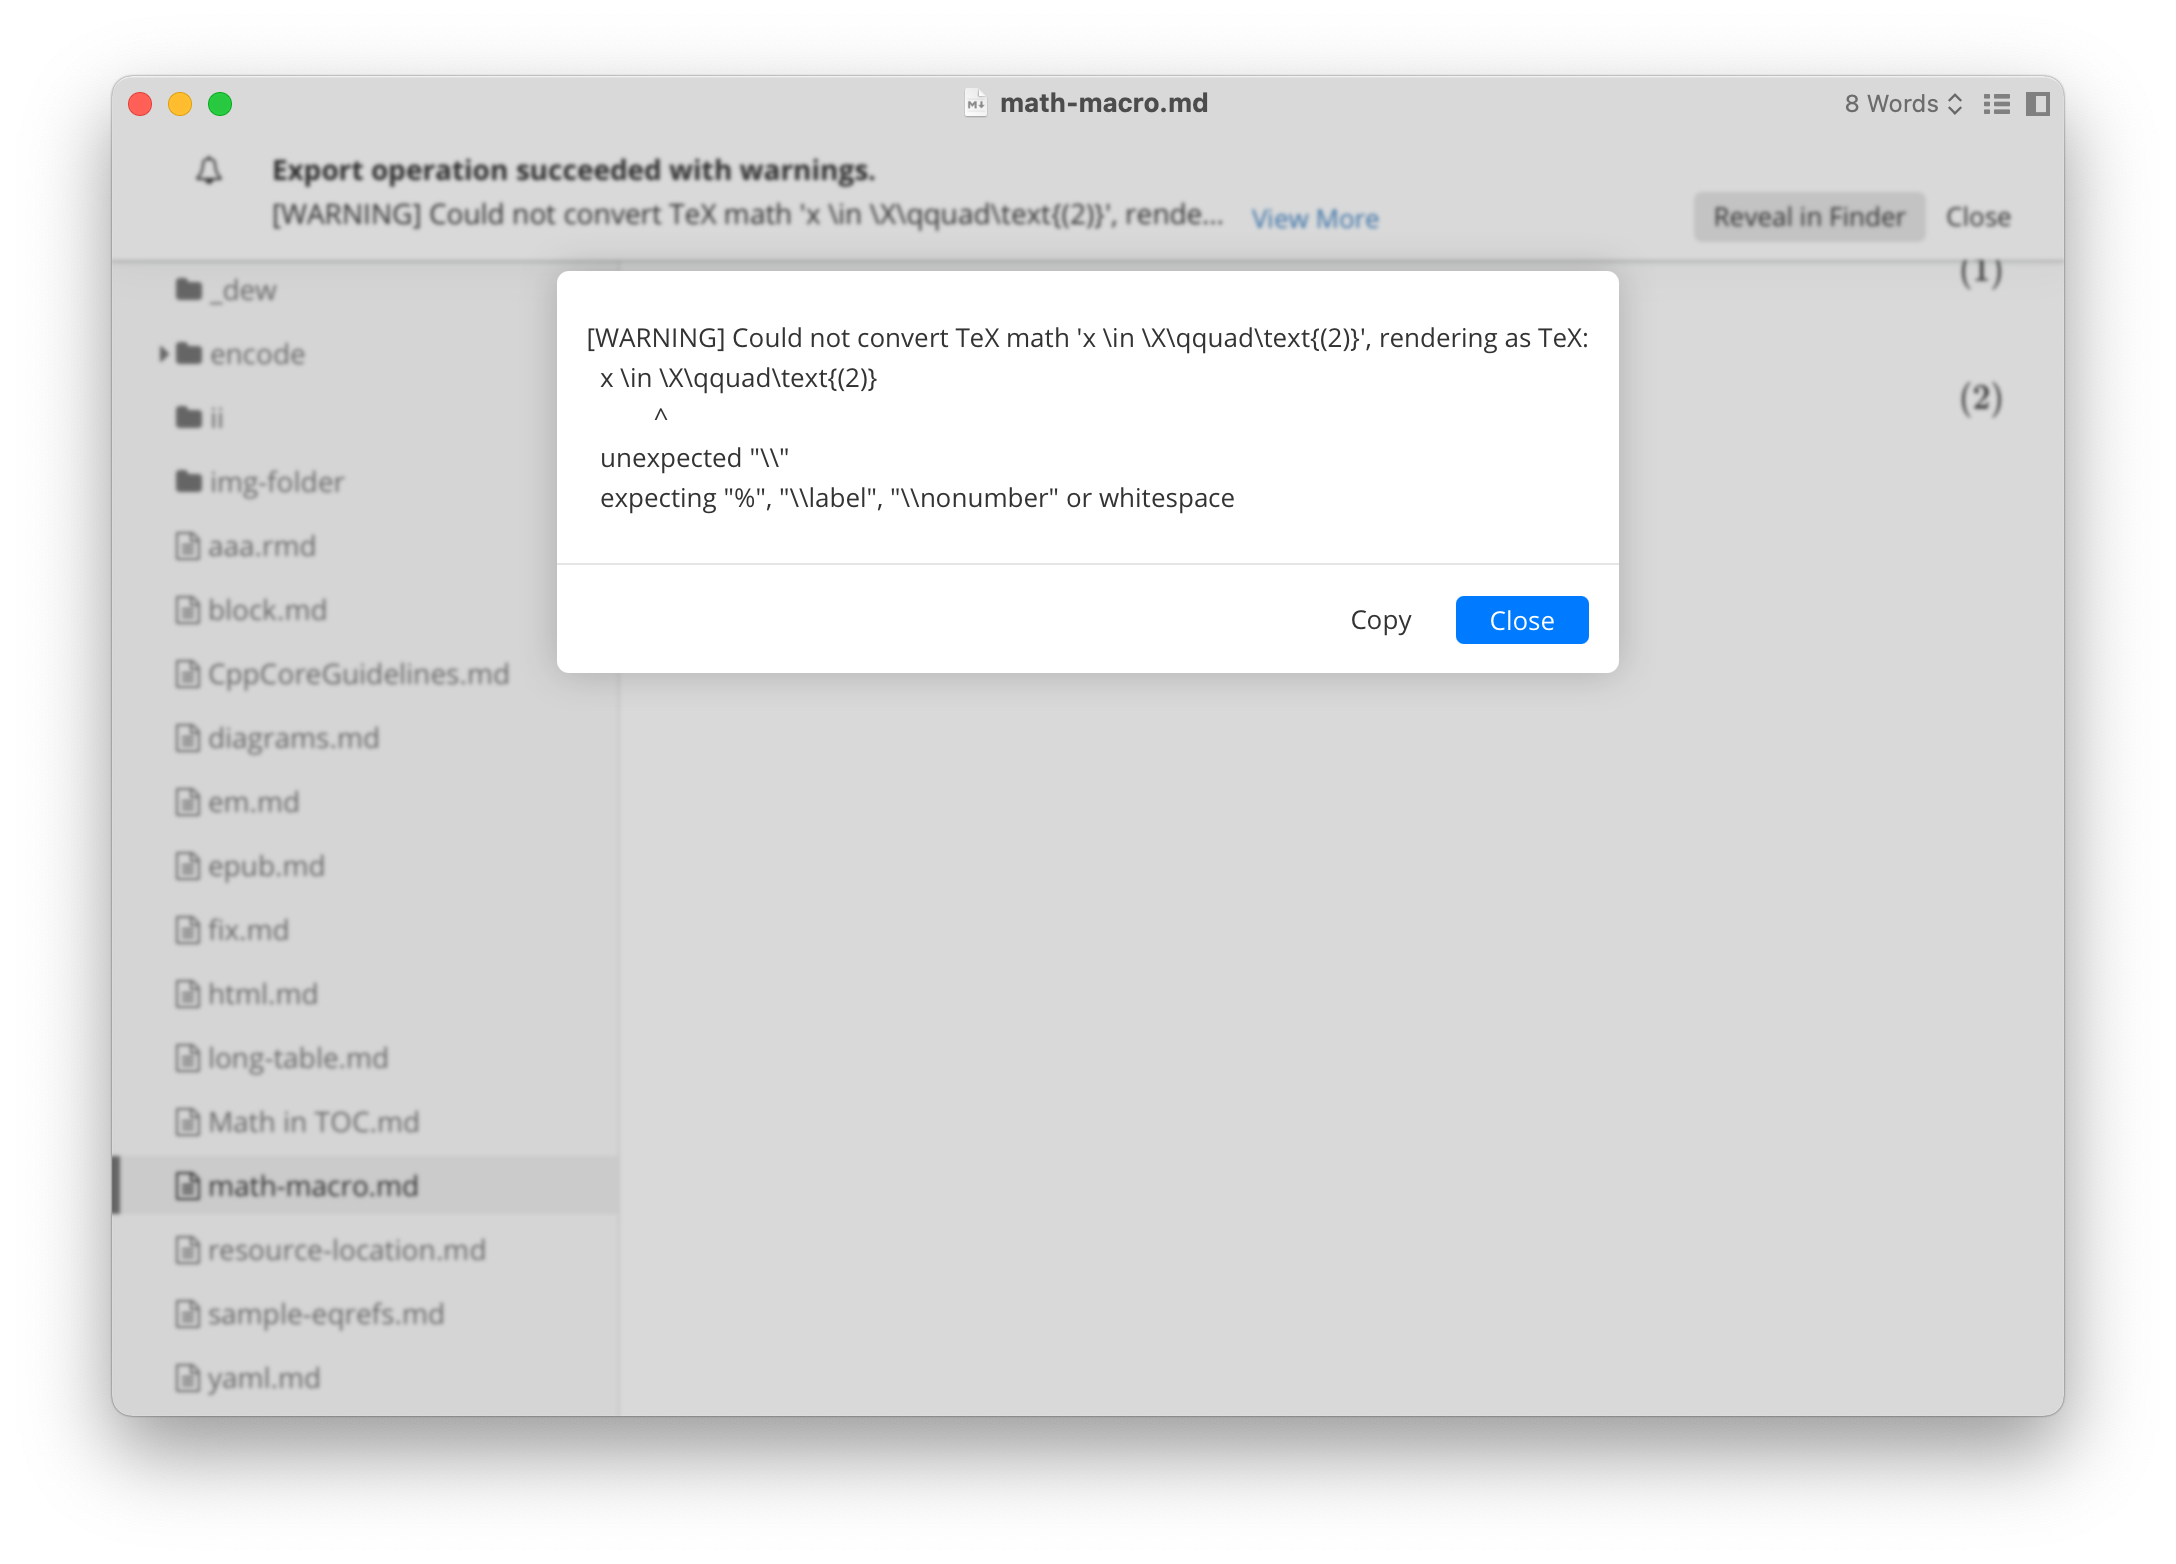 math-macro.md
8 Words
Export operation succeeded with warnings.
[WARNING] Could not convert TeX math 'x \in \X\qquad\text{(2)}', rende...
View More
Reveal in Finder
Close
_dew
encode
ii
img-folder
aaa.rmd
block.md
CppCoreGuidelines.md
diagrams.md
em.md
epub.md
fix.md
html.md
long-table.md
Math in TOC.md
math-macro.md
resource-location.md
sample-eqrefs.md
yaml.md
(1)
(2)
[WARNING] Could not convert TeX math 'x \in \X\qquad\text{(2)}', rendering as TeX:
x \in \X\qquad\text{(2)}
^
unexpected "\\"
expecting "%", "\\label", "\\nonumber" or whitespace
Copy
Close